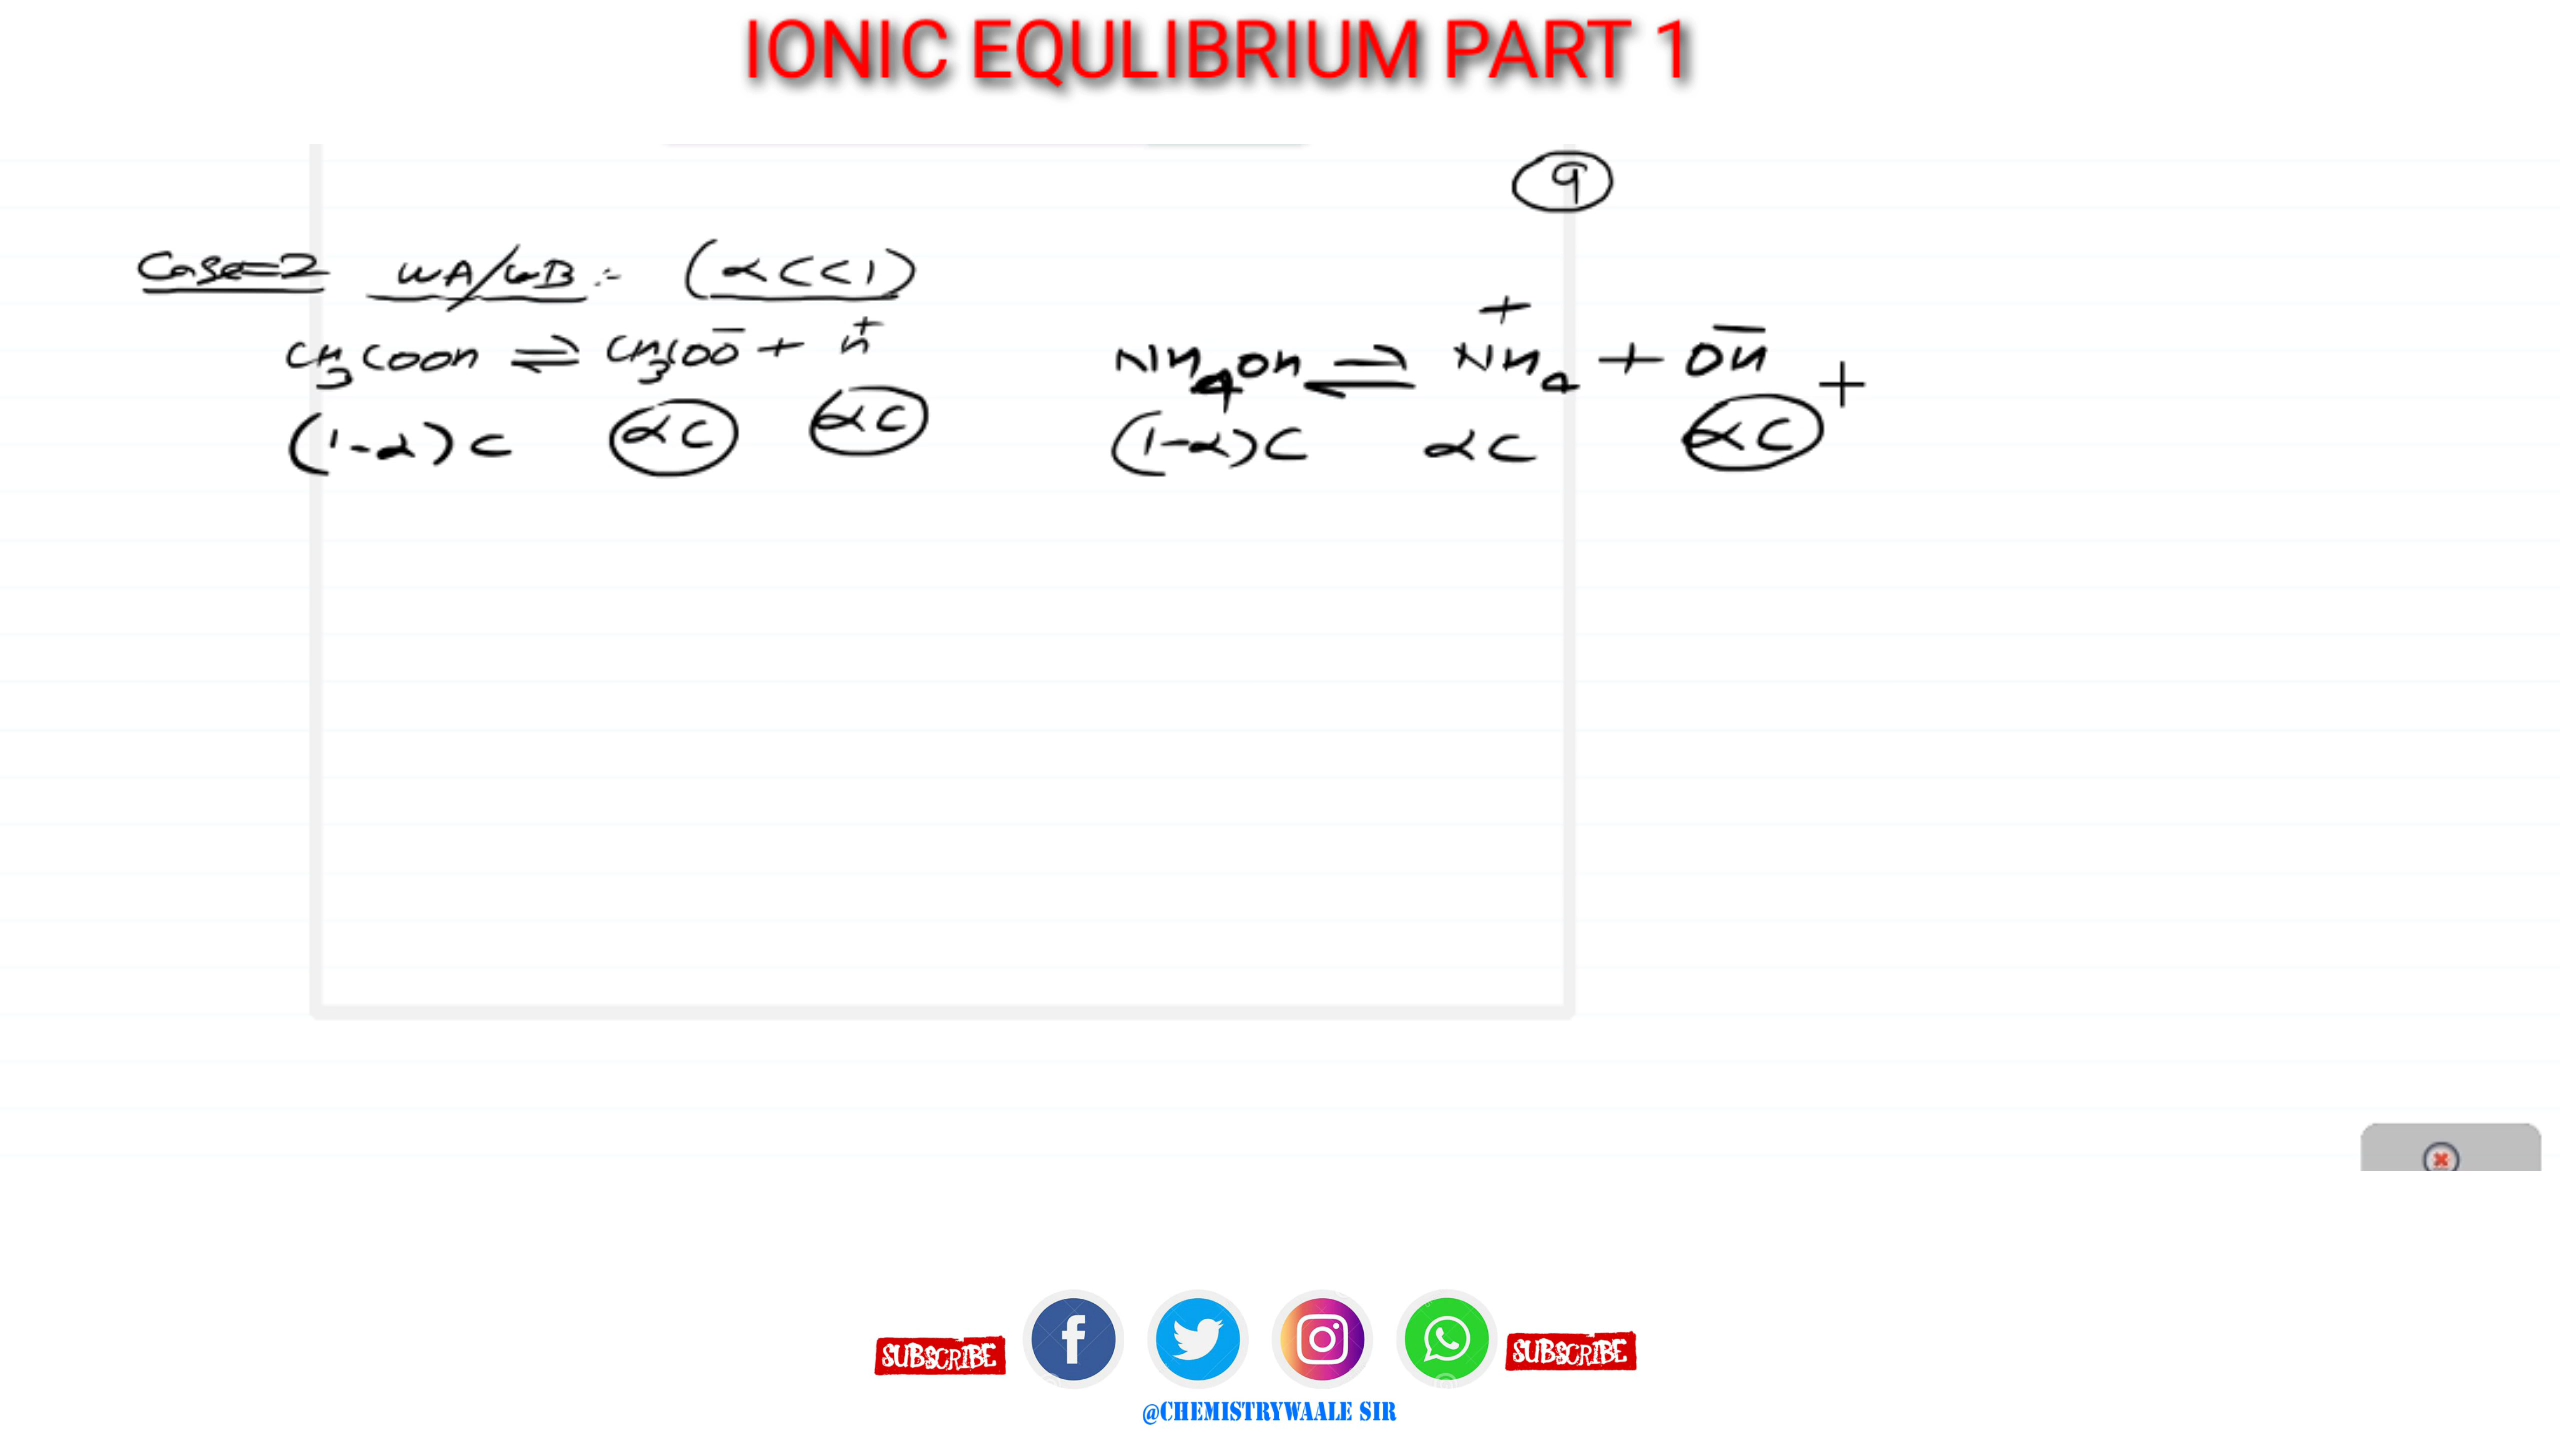 IONIC EQULIBRIUM PART 1
9
Case=2 WA/WB :- (α<<1)
CH₃COOH ⇌ CH₃COO⁻ + H⁺
NH₄OH ⇌ NH₄⁺ + OH⁻
(1-α)C αC αC
(1-α)C αC αC
SUBSCRIBE SUBSCRIBE
@CHEMISTRYWAALE SIR